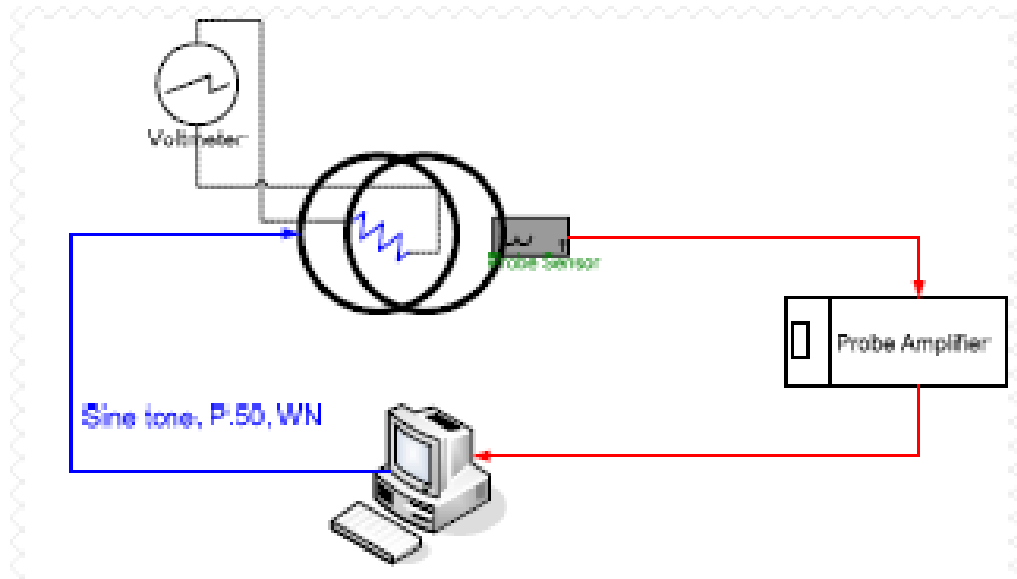 Voltmeter
Probe Sensor
Probe Amplifier
Sine tone, P.50, WN